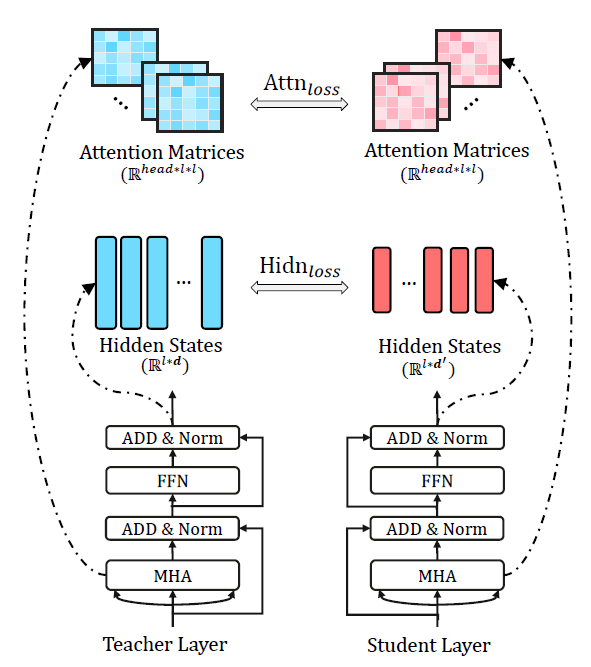 Attn_{loss}
Attention Matrices
(ℝ^{head∗l∗l})
Attention Matrices
(ℝ^{head∗l∗l})
...
...
Hidn_{loss}
...
...
Hidden States
(ℝ^{l∗d})
Hidden States
(ℝ^{l∗d′})
ADD & Norm
FFN
ADD & Norm
MHA
Teacher Layer
ADD & Norm
FFN
ADD & Norm
MHA
Student Layer